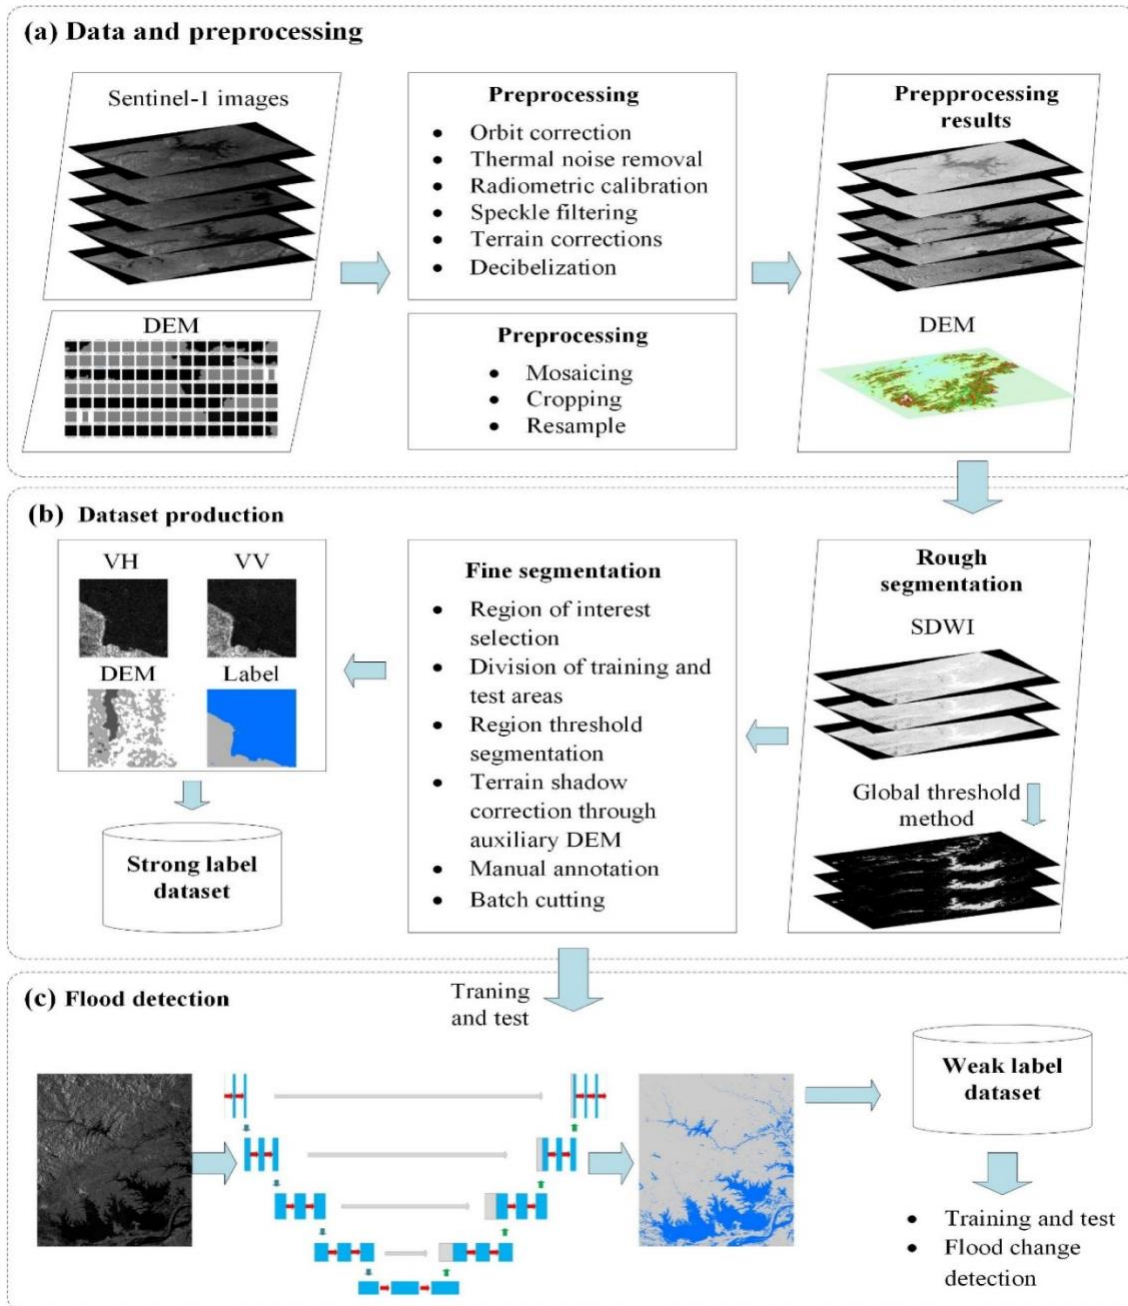 (a) Data and preprocessing
Sentinel-1 images
DEM
Preprocessing
• Orbit correction
• Thermal noise removal
• Radiometric calibration
• Speckle filtering
• Terrain corrections
• Decibelization
Preprocessing
• Mosaicing
• Cropping
• Resample
Prepprocessing
results
DEM
(b) Dataset production
VH
VV
DEM
Label
Strong label
dataset
Fine segmentation
• Region of interest
selection
• Division of training and
test areas
• Region threshold
segmentation
• Terrain shadow
correction through
auxiliary DEM
• Manual annotation
• Batch cutting
Rough
segmentation
SDWI
Global threshold
method
(c) Flood detection
Traning
and test
Weak label
dataset
• Training and test
• Flood change
detection